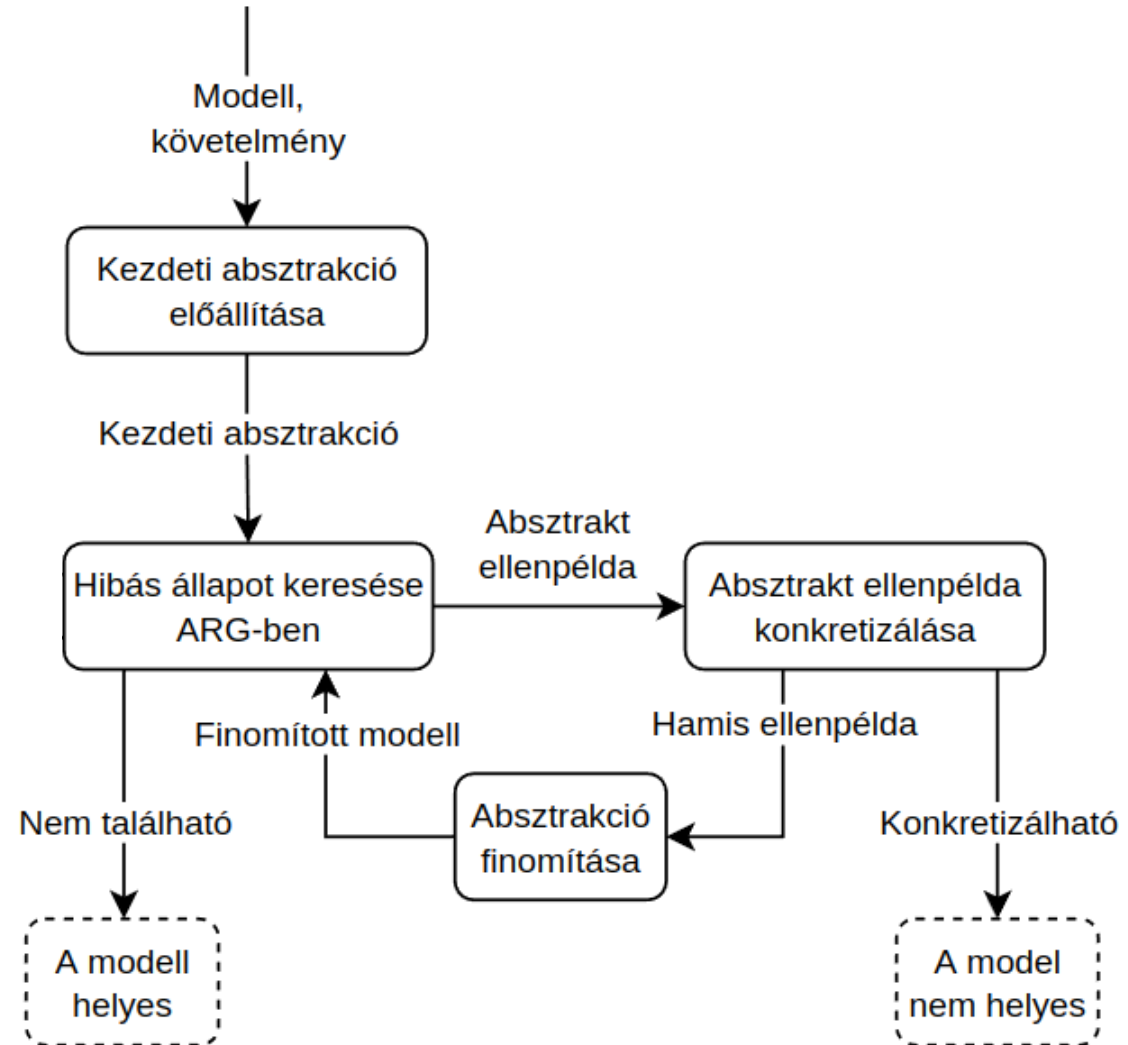 Modell,
követelmény
Kezdeti absztrakció
előállítása
Kezdeti absztrakció
Absztrakt
ellenpélda
Hibás állapot keresése
ARG-ben
Absztrakt ellenpélda
konkretizálása
Finomított modell
Hamis ellenpélda
Absztrakció
finomítása
Nem található
Konkretizálható
A modell
helyes
A model
nem helyes